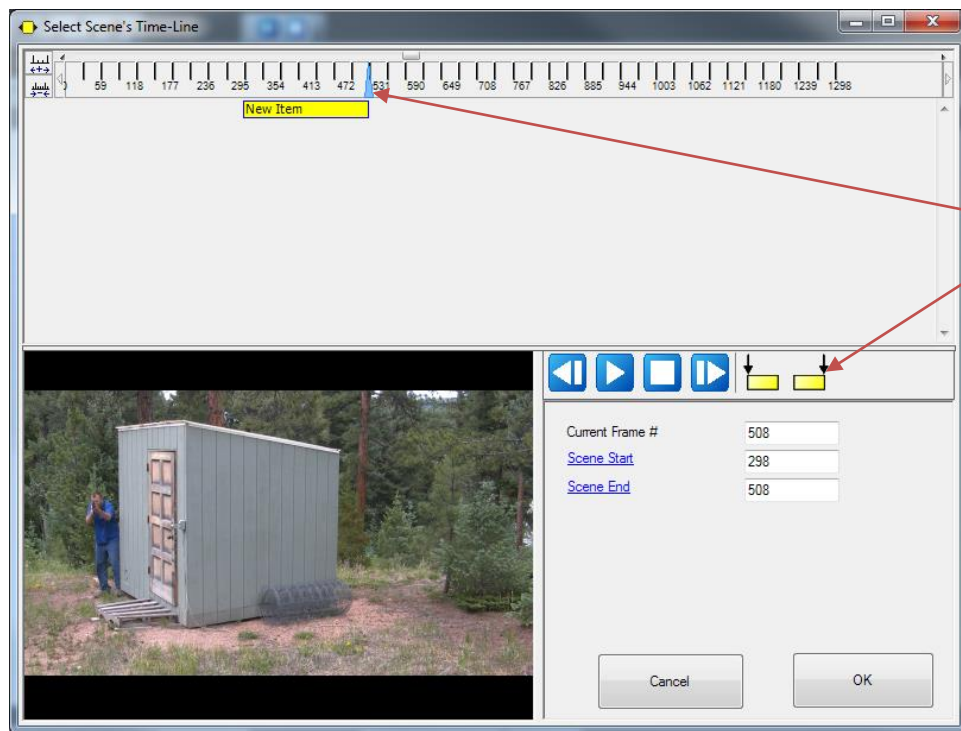 Select Scene's Time-Line
59 118 177 236 295 354 413 472 531 590 649 708 767 826 885 944 1003 1062 1121 1180 1239 1298
New Item
Current Frame # 508
Scene Start 298
Scene End 508
Cancel OK